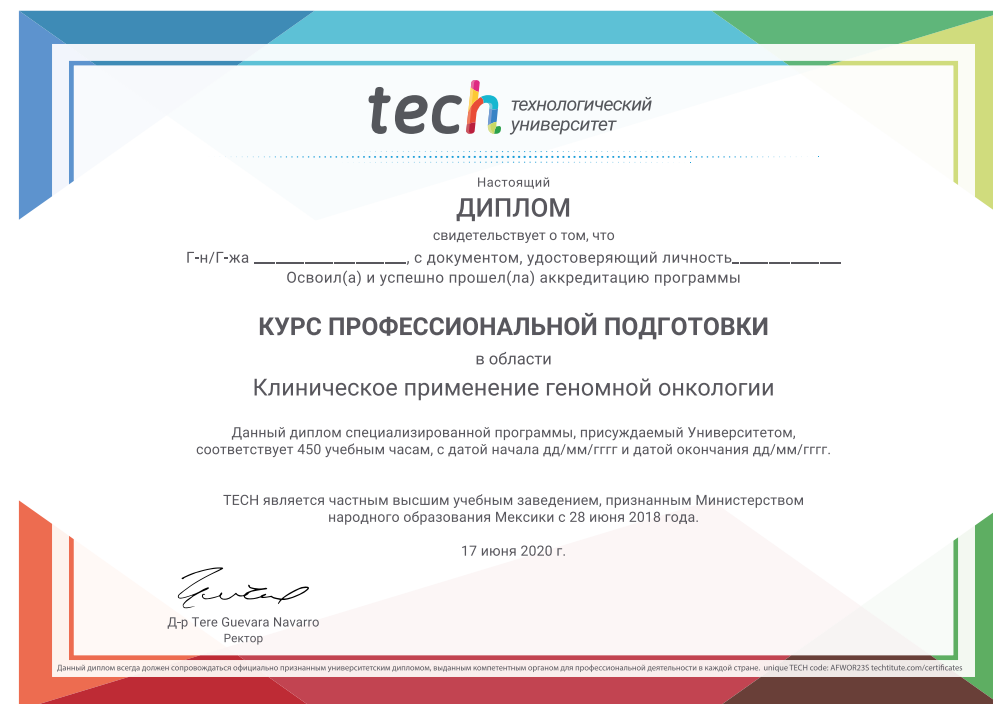 tech технологический
университет
Настоящий
ДИПЛОМ
свидетельствует о том, что
Г-н/Г-жа ____________________, с документом, удостоверяющий личность______________
Освоил(а) и успешно прошел(ла) аккредитацию программы
КУРС ПРОФЕССИОНАЛЬНОЙ ПОДГОТОВКИ
в области
Клиническое применение геномной онкологии
Данный диплом специализированной программы, присуждаемый Университетом,
соответствует 450 учебным часам, с датой начала дд/мм/гггг и датой окончания дд/мм/гггг.
TECH является частным высшим учебным заведением, признанным Министерством
народного образования Мексики с 28 июня 2018 года.
17 июня 2020 г.
Д-р Tere Guevara Navarro
Ректор
Данный диплом всегда должен сопровождаться официально признанным университетским дипломом, выданным компетентным органом для профессиональной деятельности в каждой стране. unique TECH code: AFWOR23S techtitute.com/certificates